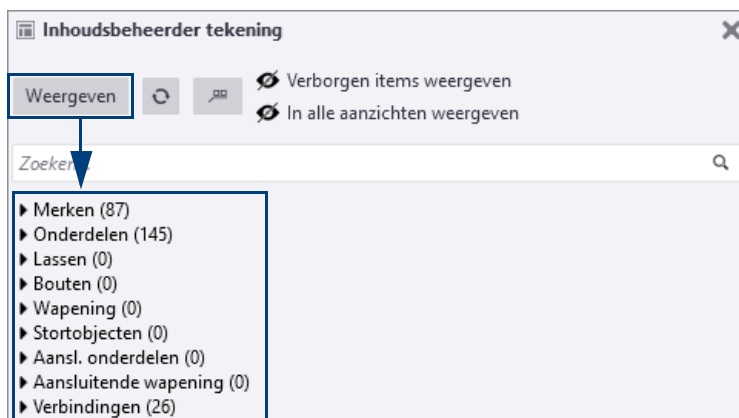 Inhoudsbeheerder tekening
Weergeven
Verborgen items weergeven
In alle aanzichten weergeven
Zoeken...
Merken (87)
Onderdelen (145)
Lassen (0)
Bouten (0)
Wapening (0)
Stortobjecten (0)
Aansl. onderdelen (0)
Aansluitende wapening (0)
Verbindingen (26)